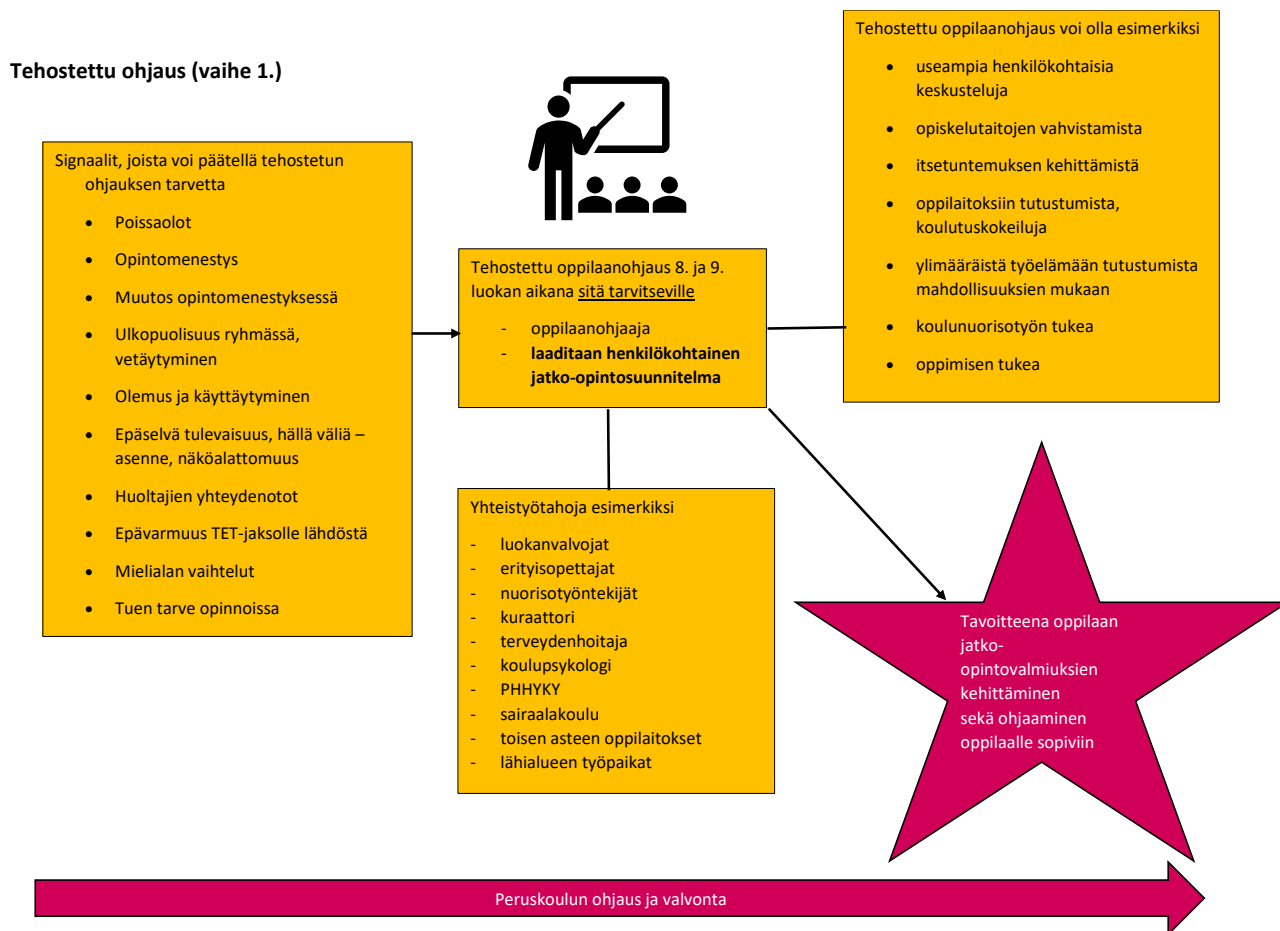 Tehostettu ohjaus (vaihe 1.)
Signaalit, joista voi päätellä tehostetun
ohjauksen tarvetta
• Poissaolot
• Opintomenestys
• Muutos opintomenestyksessä
• Ulkopuolisuus ryhmässä,
vetäytyminen
• Olemus ja käyttäytyminen
• Epäselvä tulevaisuus, hällä väliä –
asenne, näköalattomuus
• Huoltajien yhteydenotot
• Epävarmuus TET-jaksolle lähdöstä
• Mielialan vaihtelut
• Tuen tarve opinnoissa
Tehostettu oppilaanohjaus 8. ja 9.
luokan aikana sitä tarvitseville
- oppilaanohjaaja
- laaditaan henkilökohtainen
jatko-opintosuunnitelma
Yhteistyötahoja esimerkiksi
- luokanvalvojat
- erityisopettajat
- nuorisotyöntekijät
- kuraattori
- terveydenhoitaja
- koulupsykologi
- PHHYKY
- sairaalakoulu
- toisen asteen oppilaitokset
- lähialueen työpaikat
Tehostettu oppilaanohjaus voi olla esimerkiksi
• useampia henkilökohtaisia
keskusteluja
• opiskelutaitojen vahvistamista
• itsetuntemuksen kehittämistä
• oppilaitoksiin tutustumista,
koulutuskokeiluja
• ylimääräistä työelämään tutustumista
mahdollisuuksien mukaan
• koulunuorisotyön tukea
• oppimisen tukea
Tavoitteena oppilaan
jatko-
opintovalmiuksien
kehittäminen
sekä ohjaaminen
oppilaalle sopiviin
Peruskoulun ohjaus ja valvonta